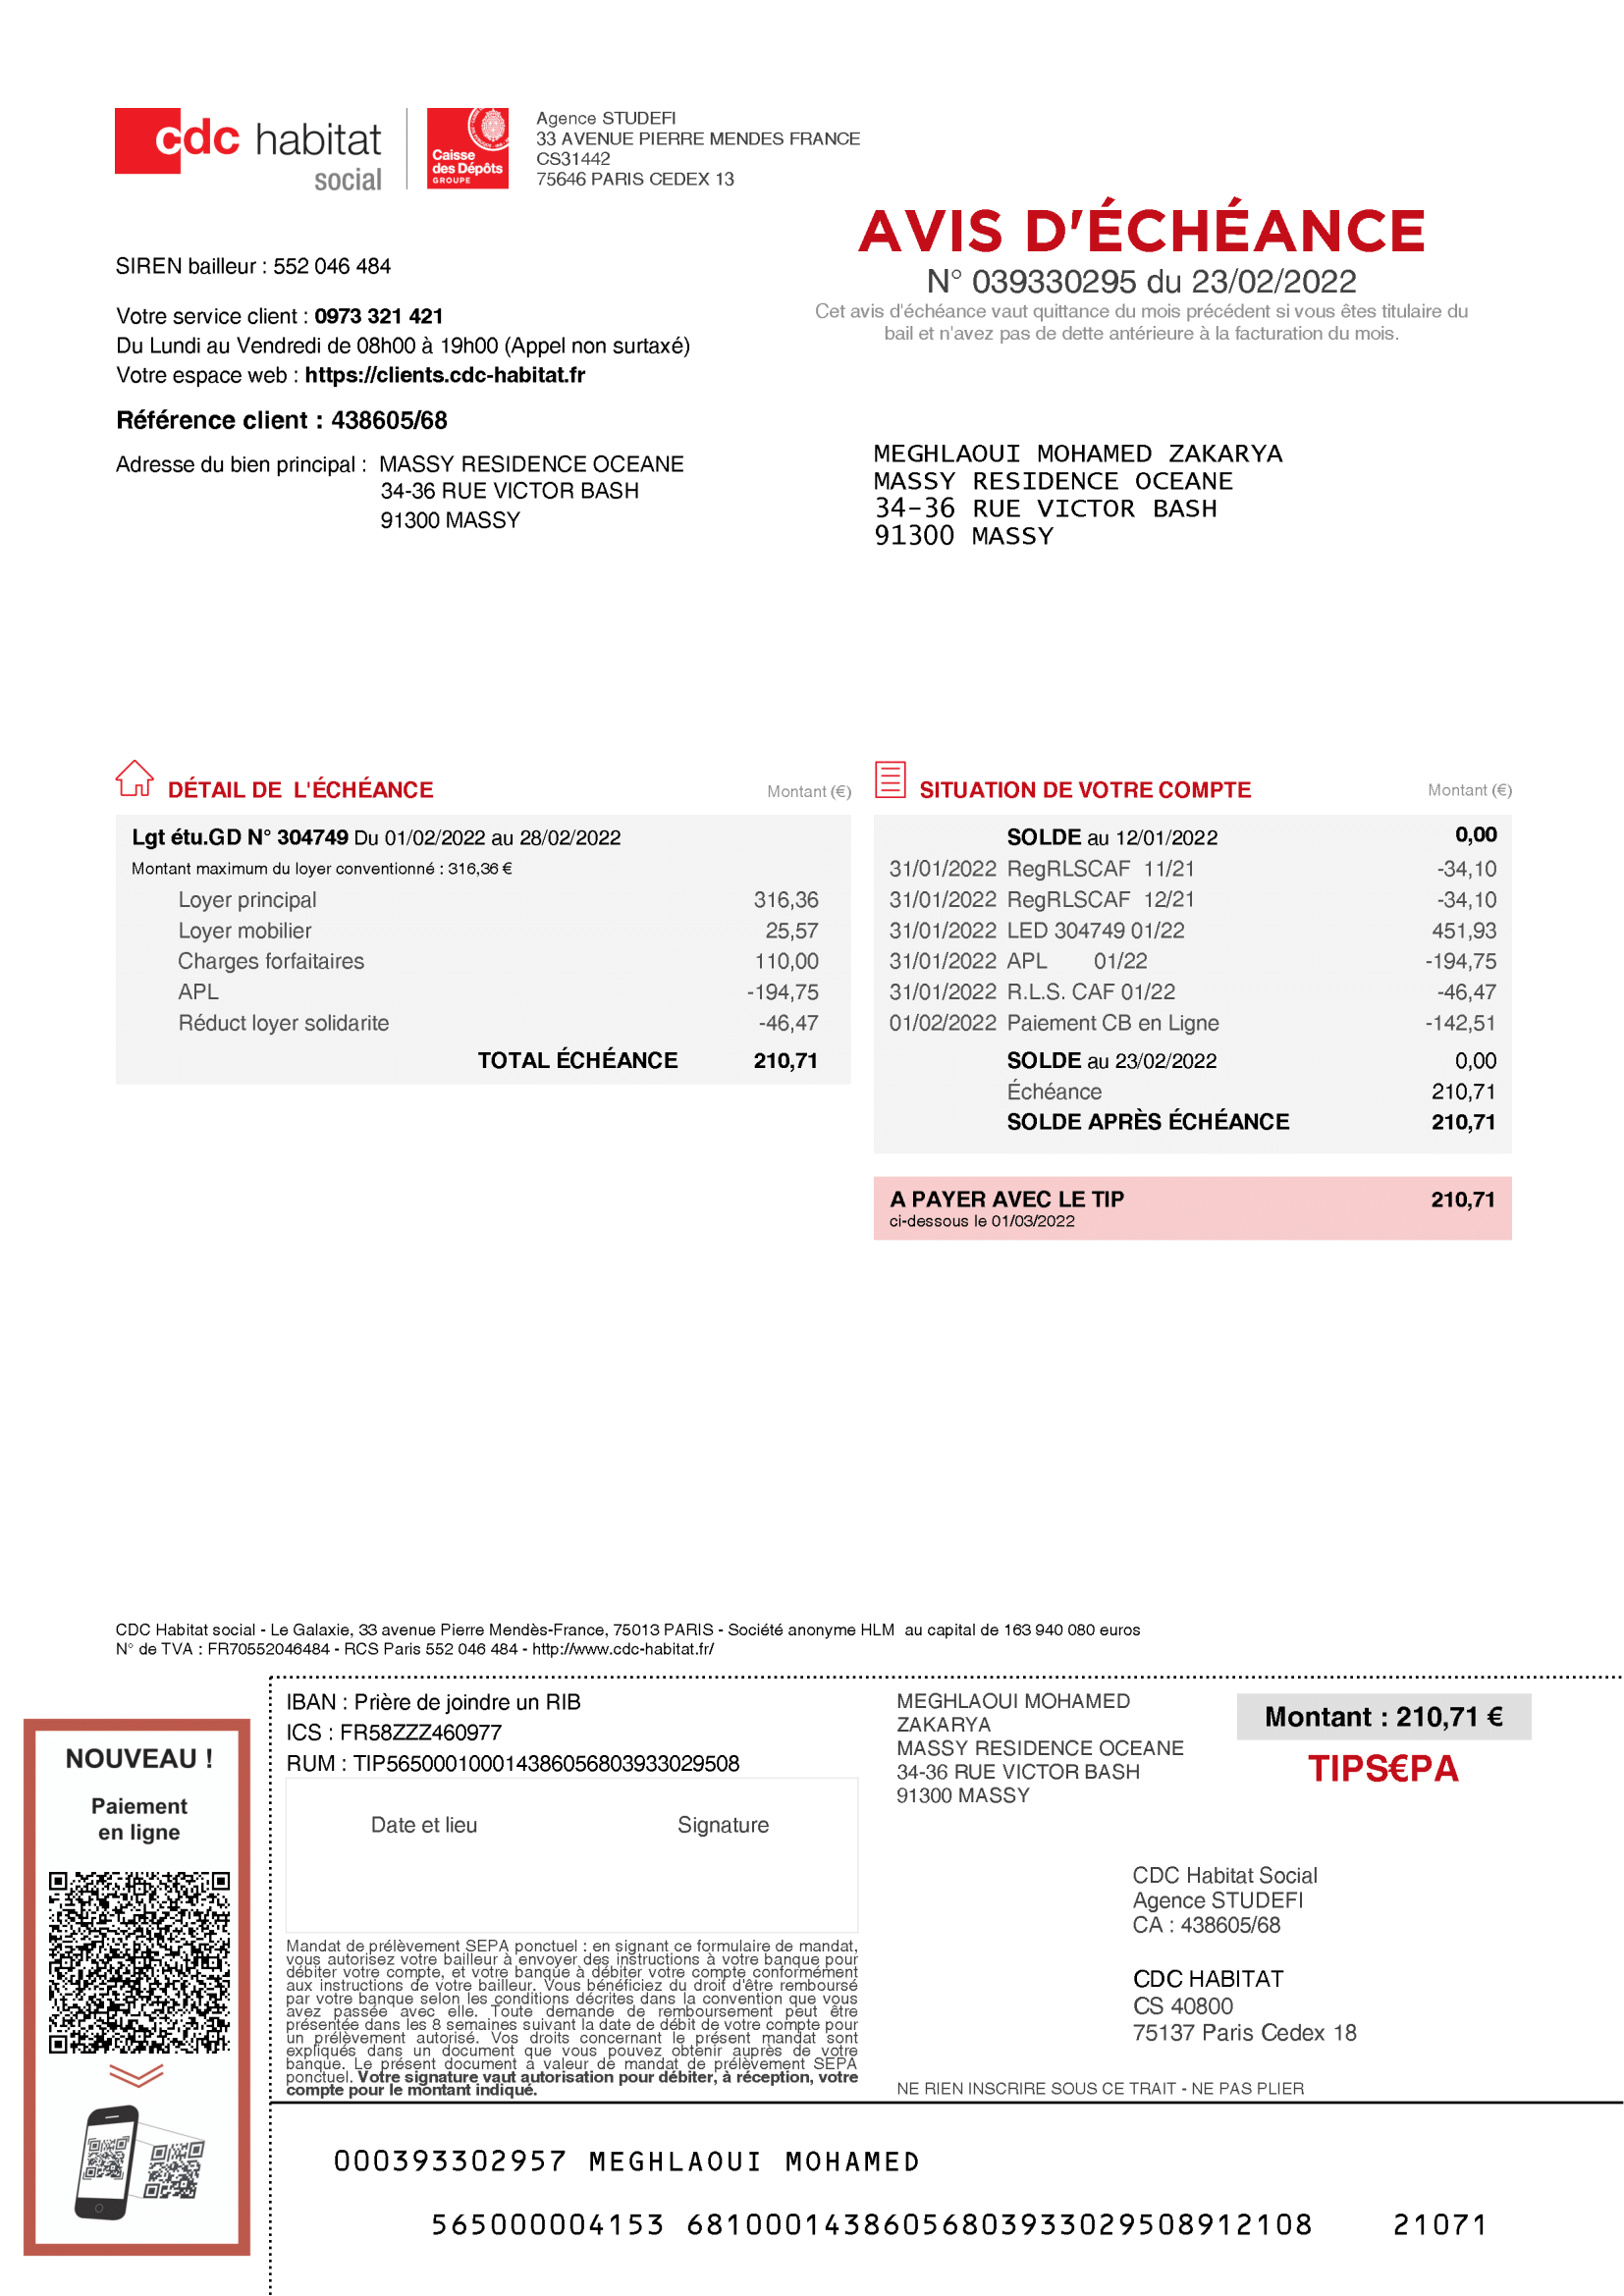 cdc habitat
social
Caisse
des Dépôts
GROUPE
Agence STUDEFI
33 AVENUE PIERRE MENDES FRANCE
CS31442
75646 PARIS CEDEX 13
AVIS D'ÉCHÉANCE
N° 039330295 du 23/02/2022
Cet avis d'échéance vaut quittance du mois précédent si vous êtes titulaire du
bail et n'avez pas de dette antérieure à la facturation du mois.
SIREN bailleur : 552 046 484
Votre service client : 0973 321 421
Du Lundi au Vendredi de 08h00 à 19h00 (Appel non surtaxé)
Votre espace web : https://clients.cdc-habitat.fr
Référence client : 438605/68
Adresse du bien principal : MASSY RESIDENCE OCEANE
34-36 RUE VICTOR BASH
91300 MASSY
MEGHLAOUI MOHAMED ZAKARYA
MASSY RESIDENCE OCEANE
34-36 RUE VICTOR BASH
91300 MASSY
DÉTAIL DE L'ÉCHÉANCE Montant (€)
Lgt étu.GD N° 304749 Du 01/02/2022 au 28/02/2022
Montant maximum du loyer conventionné : 316,36 €
Loyer principal 316,36
Loyer mobilier 25,57
Charges forfaitaires 110,00
APL -194,75
Réduct loyer solidarite -46,47
TOTAL ÉCHÉANCE 210,71
SITUATION DE VOTRE COMPTE Montant (€)
SOLDE au 12/01/2022 0,00
31/01/2022 RegRLSCAF 11/21 -34,10
31/01/2022 RegRLSCAF 12/21 -34,10
31/01/2022 LED 304749 01/22 451,93
31/01/2022 APL 01/22 -194,75
31/01/2022 R.L.S. CAF 01/22 -46,47
01/02/2022 Paiement CB en Ligne -142,51
SOLDE au 23/02/2022 0,00
Échéance 210,71
SOLDE APRÈS ÉCHÉANCE 210,71
A PAYER AVEC LE TIP 210,71
ci-dessous le 01/03/2022
CDC Habitat social - Le Galaxie, 33 avenue Pierre Mendès-France, 75013 PARIS - Société anonyme HLM au capital de 163 940 080 euros
N° de TVA : FR70552046484 - RCS Paris 552 046 484 - http://www.cdc-habitat.fr/
NOUVEAU !
Paiement
en ligne
IBAN : Prière de joindre un RIB
ICS : FR58ZZZ460977
RUM : TIP565000100014386056803933029508
Date et lieu Signature
Mandat de prélèvement SEPA ponctuel : en signant ce formulaire de mandat,
vous autorisez votre bailleur à envoyer des instructions à votre banque pour
débiter votre compte, et votre banque à débiter votre compte conformément
aux instructions de votre bailleur. Vous bénéficiez du droit d'être remboursé
par votre banque selon les conditions décrites dans la convention que vous
avez passée avec elle. Toute demande de remboursement peut être
présentée dans les 8 semaines suivant la date de débit de votre compte pour
un prélèvement autorisé. Vos droits concernant le présent mandat sont
expliqués dans un document que vous pouvez obtenir auprès de votre
banque. Le présent document a valeur de mandat de prélèvement SEPA
ponctuel. Votre signature vaut autorisation pour débiter, à réception, votre
compte pour le montant indiqué.
MEGHLAOUI MOHAMED
ZAKARYA
MASSY RESIDENCE OCEANE
34-36 RUE VICTOR BASH
91300 MASSY
Montant : 210,71 €
TIPS€PA
CDC Habitat Social
Agence STUDEFI
CA : 438605/68
CDC HABITAT
CS 40800
75137 Paris Cedex 18
NE RIEN INSCRIRE SOUS CE TRAIT - NE PAS PLIER
000393302957 MEGHLAOUI MOHAMED
565000004153 68100014386056803933029508912108 21071